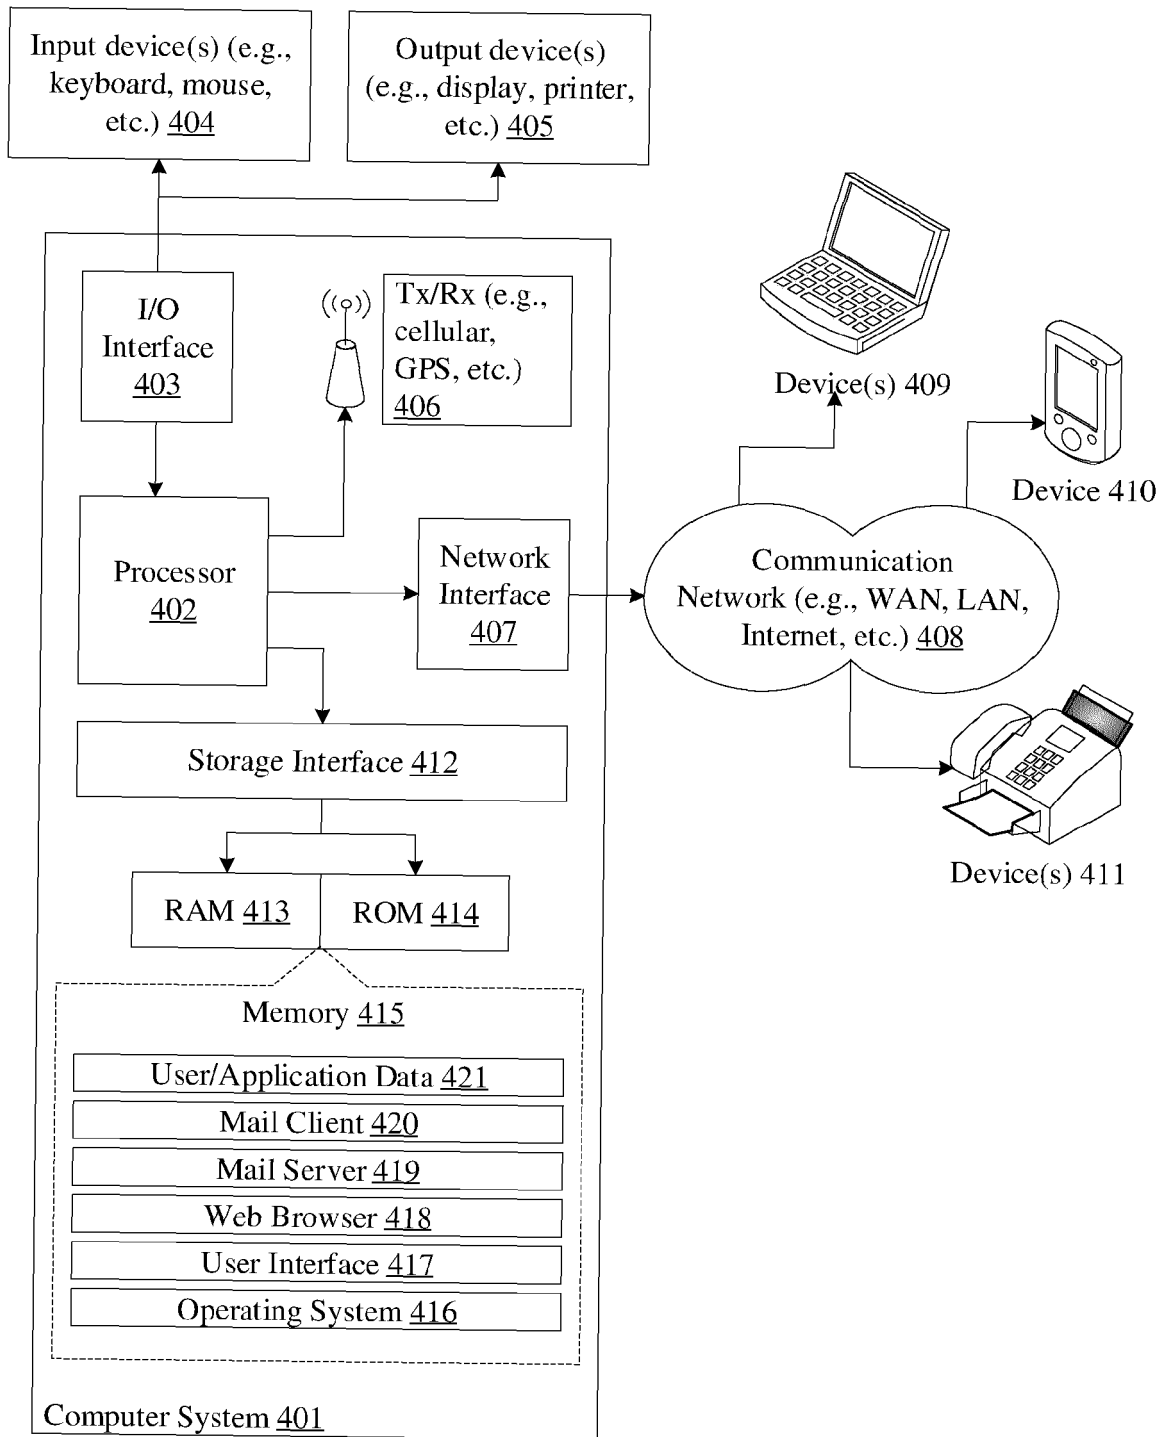 Input device(s) (e.g.,
keyboard, mouse,
etc.) 404
Output device(s)
(e.g., display, printer,
etc.) 405
I/O
Interface
403
Tx/Rx (e.g.,
cellular,
GPS, etc.)
406
Device(s) 409
Device 410
Processor
402
Network
Interface
407
Communication
Network (e.g., WAN, LAN,
Internet, etc.) 408
Storage Interface 412
Device(s) 411
RAM 413
ROM 414
Memory 415
User/Application Data 421
Mail Client 420
Mail Server 419
Web Browser 418
User Interface 417
Operating System 416
Computer System 401